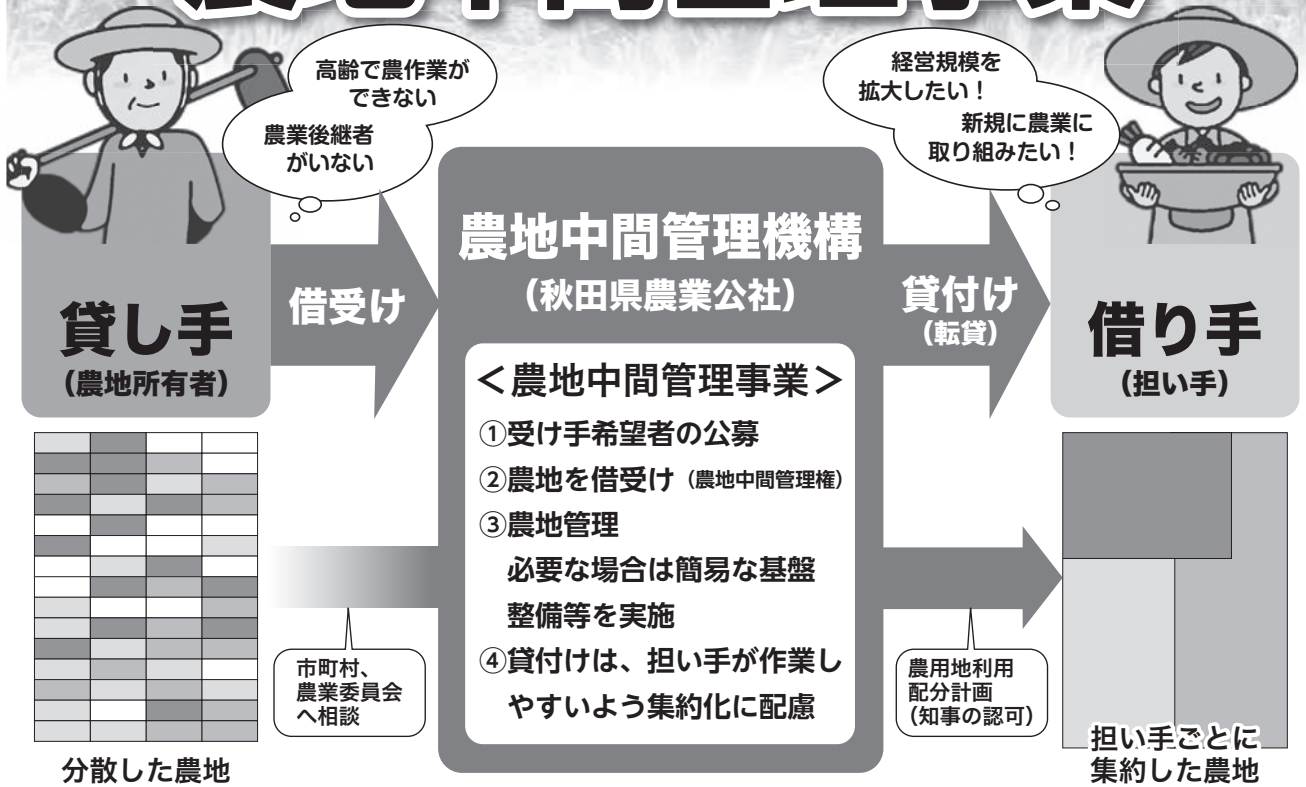 農地中間管理事業
高齢で農作業が
できない
農業後継者
がいない
経営規模を
拡大したい！
新規に農業に
取り組みたい！
貸し手
（農地所有者）
借受け
農地中間管理機構
（秋田県農業公社）
貸付け
（転貸）
借り手
（担い手）
＜農地中間管理事業＞
①受け手希望者の公募
②農地を借受け（農地中間管理権）
③農地管理
必要な場合は簡易な基盤
整備等を実施
④貸付けは、担い手が作業し
やすいよう集約化に配慮
市町村、
農業委員会
へ相談
農用地利用
配分計画
（知事の認可）
分散した農地
担い手ごとに
集約した農地